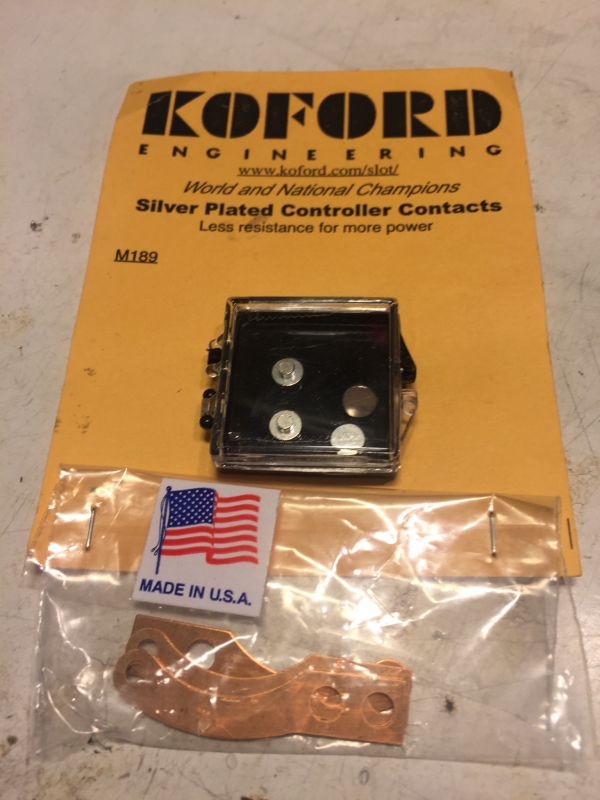 KOFORD
ENGINEERING
www.koford.com/slot/
World and National Champions
Silver Plated Controller Contacts
Less resistance for more power
M189
MADE IN U.S.A.